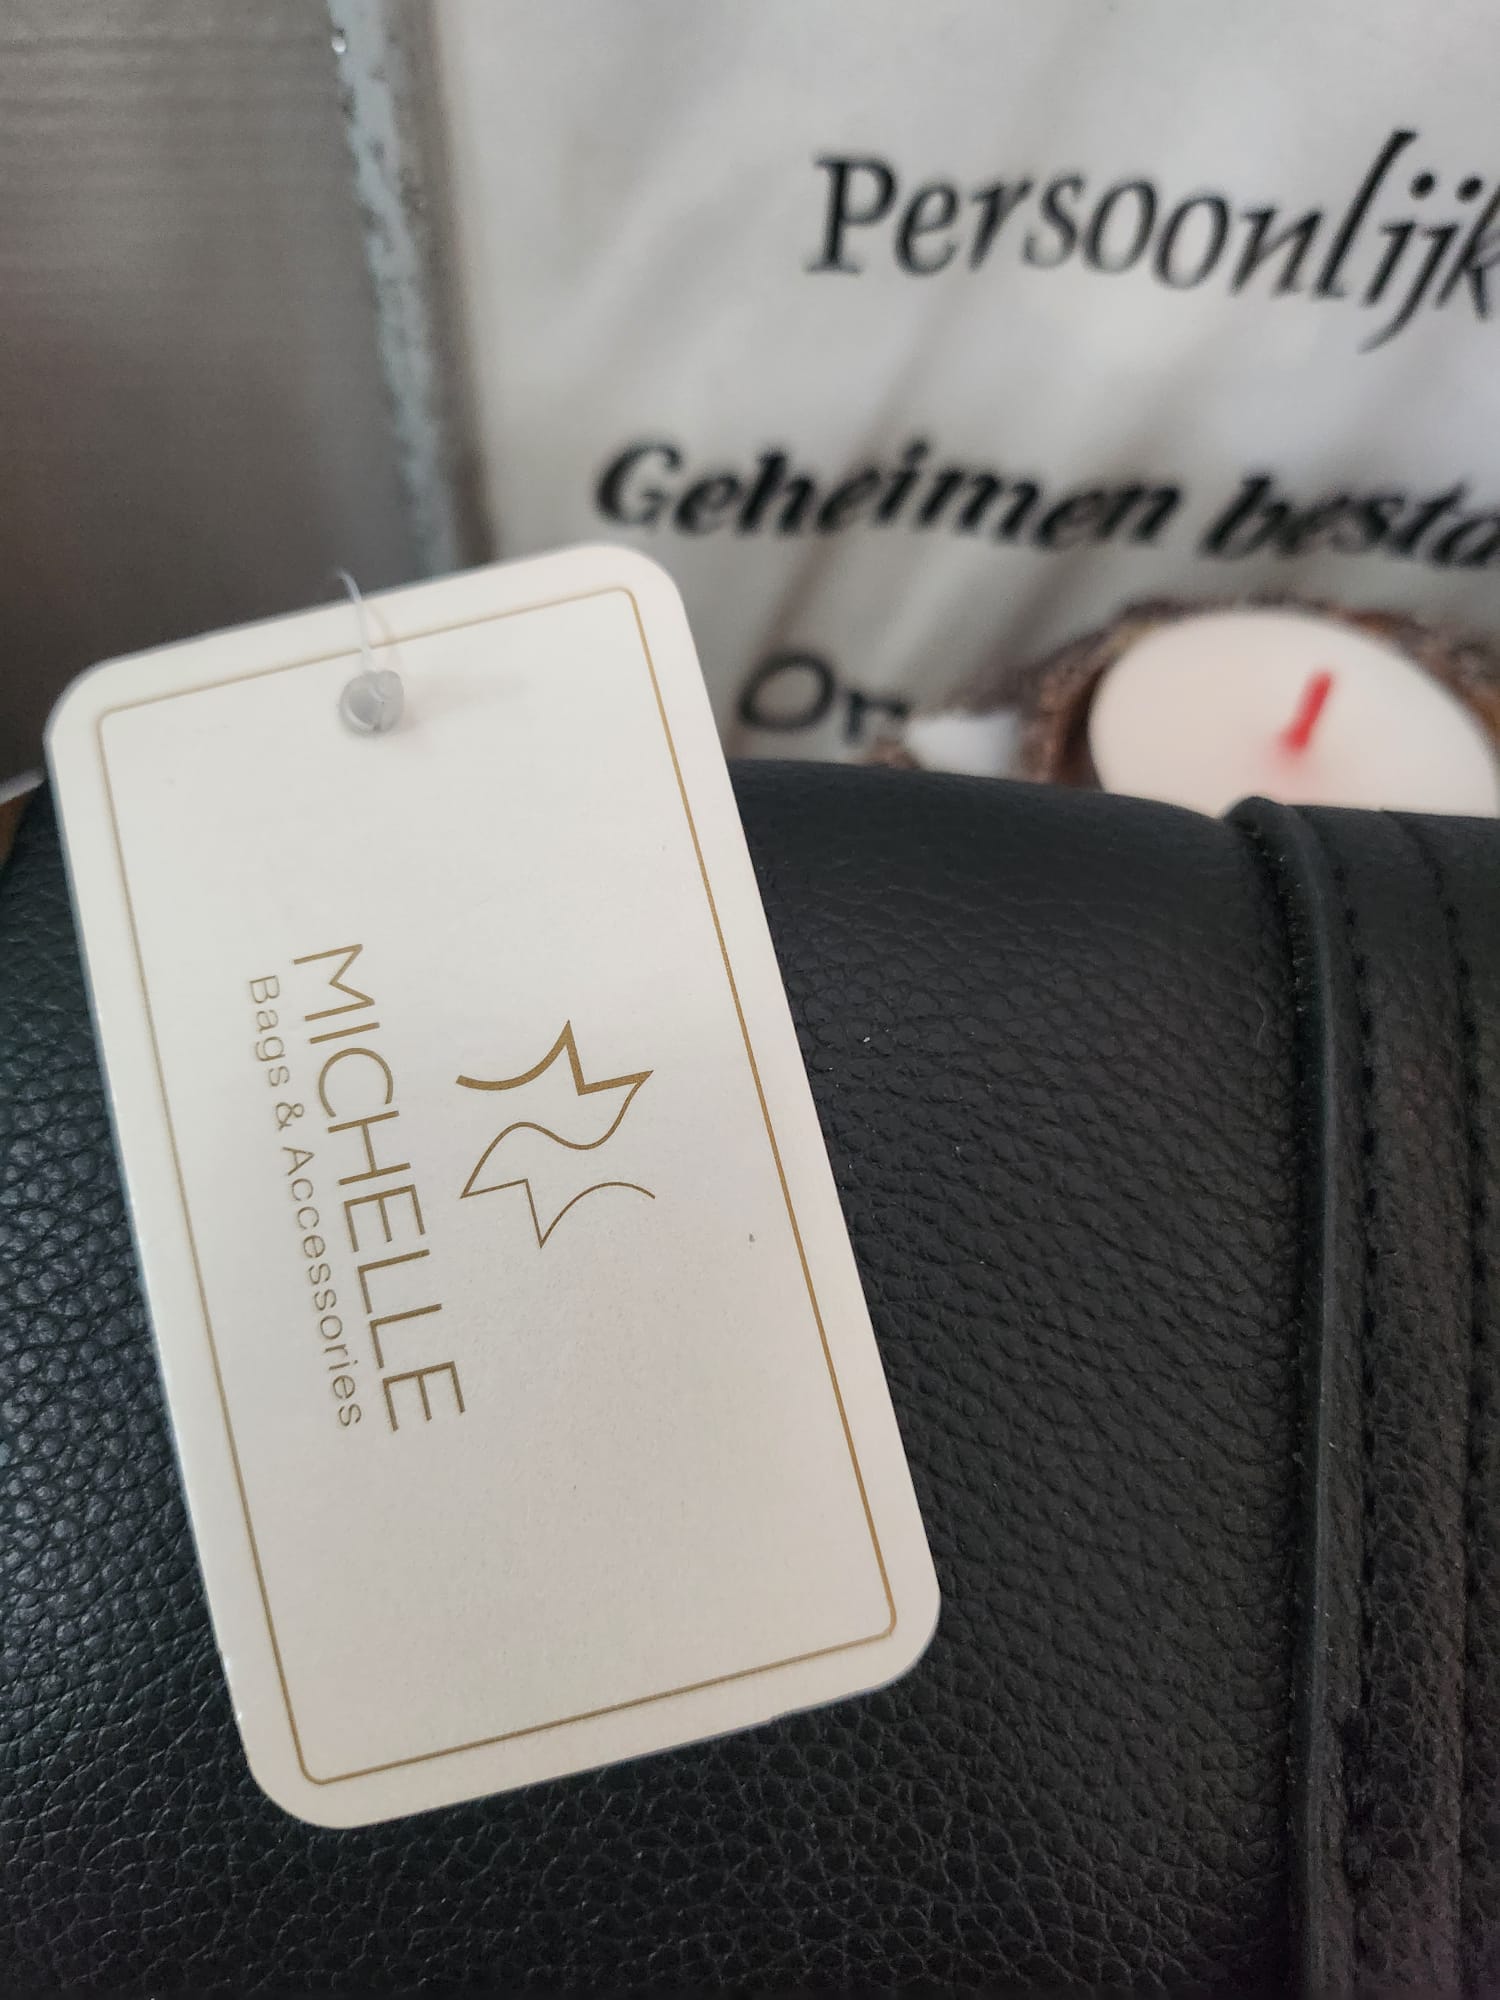 Persoonlijk
Geheimen besta
MICHELLE
Bags & Accessories